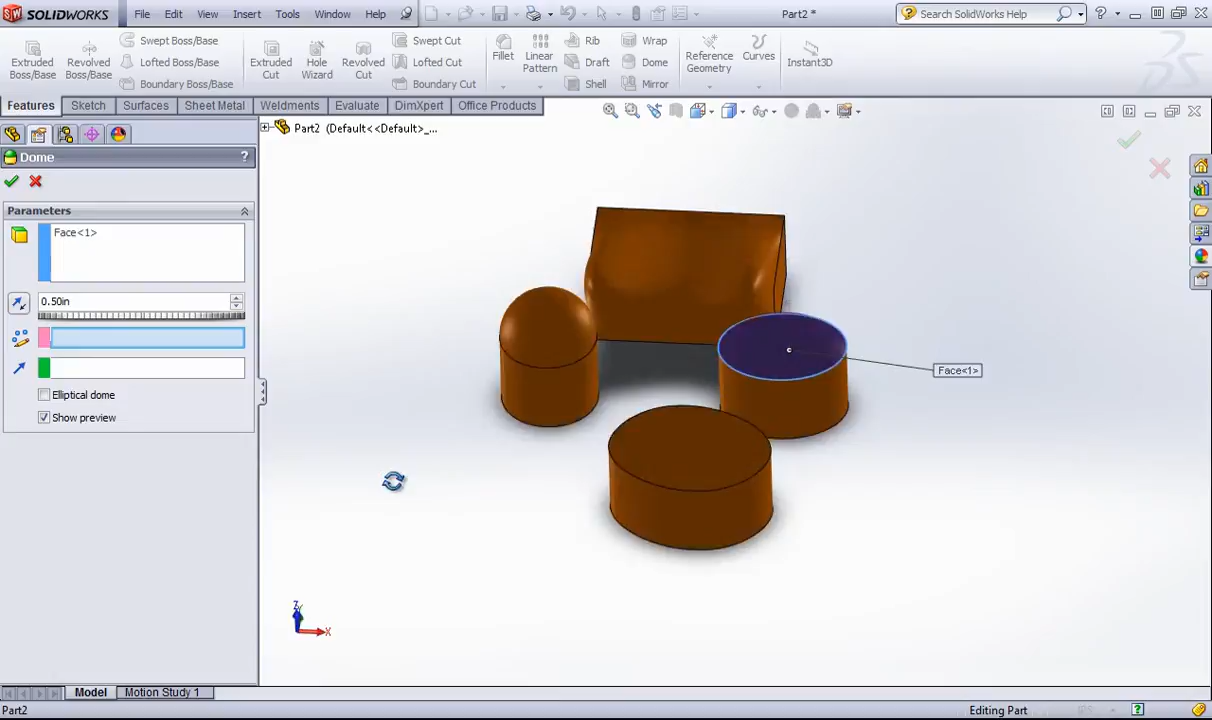 SW SOLIDWORKS File Edit View Insert Tools Window Help Part2 * Search SolidWorks Help ?
Extruded Boss/Base Revolved Boss/Base Swept Boss/Base Lofted Boss/Base Boundary Boss/Base Extruded Cut Hole Wizard Revolved Cut Swept Cut Lofted Cut Boundary Cut Fillet Linear Pattern Rib Draft Shell Wrap Dome Mirror Reference Geometry Curves Instant3D
Features Sketch Surfaces Sheet Metal Weldments Evaluate DimXpert Office Products
Part2 (Default<<Default>_...
Dome ?
Parameters
Face<1>
0.50in
Elliptical dome
Show preview
Face<1>
Z
X
Model Motion Study 1
Part2 Editing Part ?